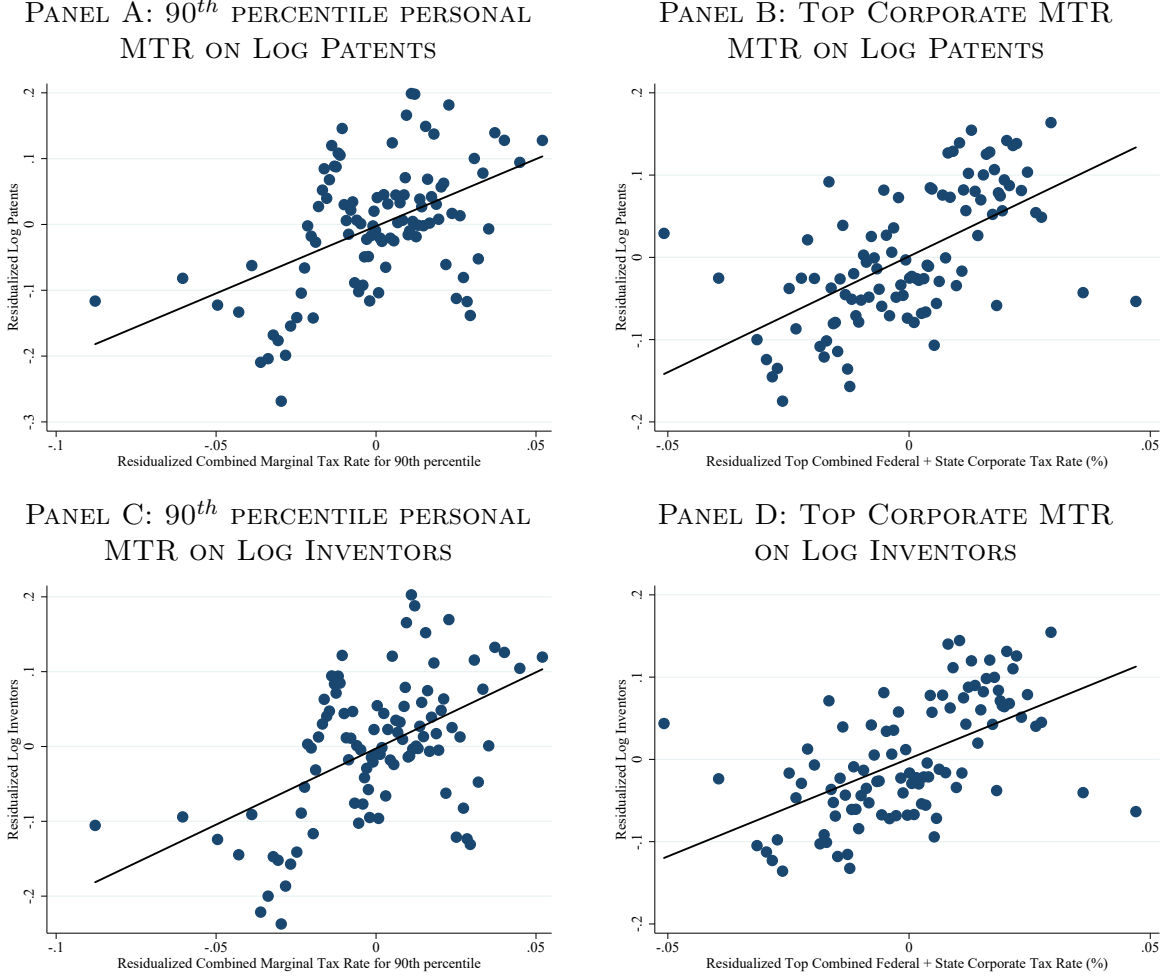 PANEL A: 90th PERCENTILE PERSONAL
MTR ON LOG PATENTS
.2
.1
0
-.1
-.2
-.3
Residualized Log Patents
-.1
-.05
0
.05
Residualized Combined Marginal Tax Rate for 90th percentile
PANEL B: TOP CORPORATE MTR
MTR ON LOG PATENTS
.2
.1
0
-.1
-.2
Residualized Log Patents
-.05
0
.05
Residualized Top Combined Federal + State Corporate Tax Rate (%)
PANEL C: 90th PERCENTILE PERSONAL
MTR ON LOG INVENTORS
.2
.1
0
-.1
-.2
Residualized Log Inventors
-.1
-.05
0
.05
Residualized Combined Marginal Tax Rate for 90th percentile
PANEL D: TOP CORPORATE MTR
ON LOG INVENTORS
.2
.1
0
-.1
-.2
Residualized Log Inventors
-.05
0
.05
Residualized Top Combined Federal + State Corporate Tax Rate (%)